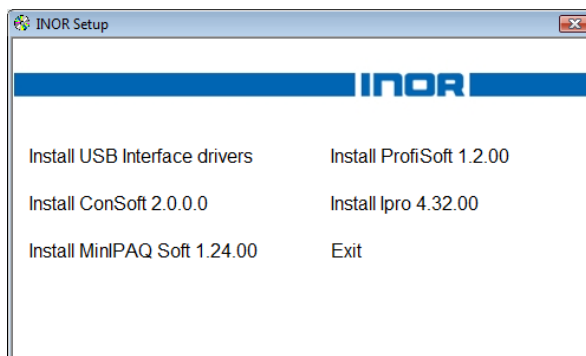 INOR Setup
INOR
Install USB Interface drivers
Install ProfiSoft 1.2.00
Install ConSoft 2.0.0.0
Install Ipro 4.32.00
Install MinIPAQ Soft 1.24.00
Exit